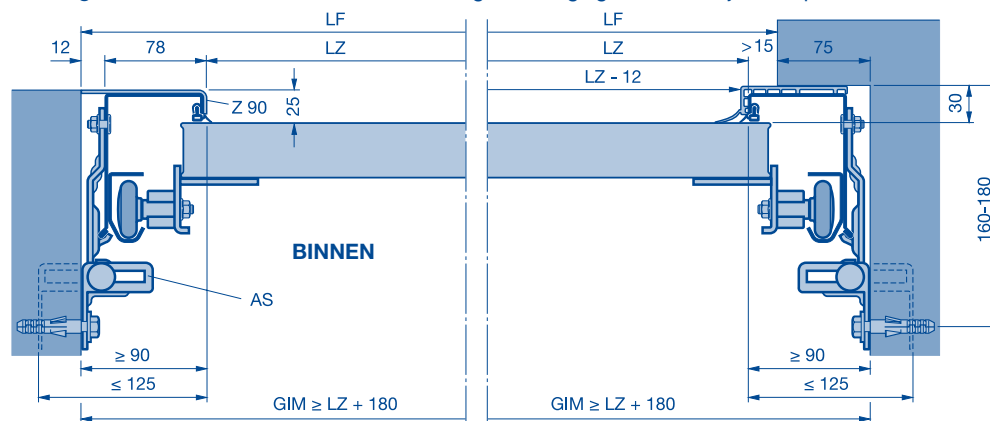 LF
LF
12
78
LZ
LZ
>15
75
LZ - 12
Z 90
25
30
160-180
BINNEN
AS
≥ 90
≥ 90
≤ 125
≤ 125
GIM ≥ LZ + 180
GIM ≥ LZ + 180